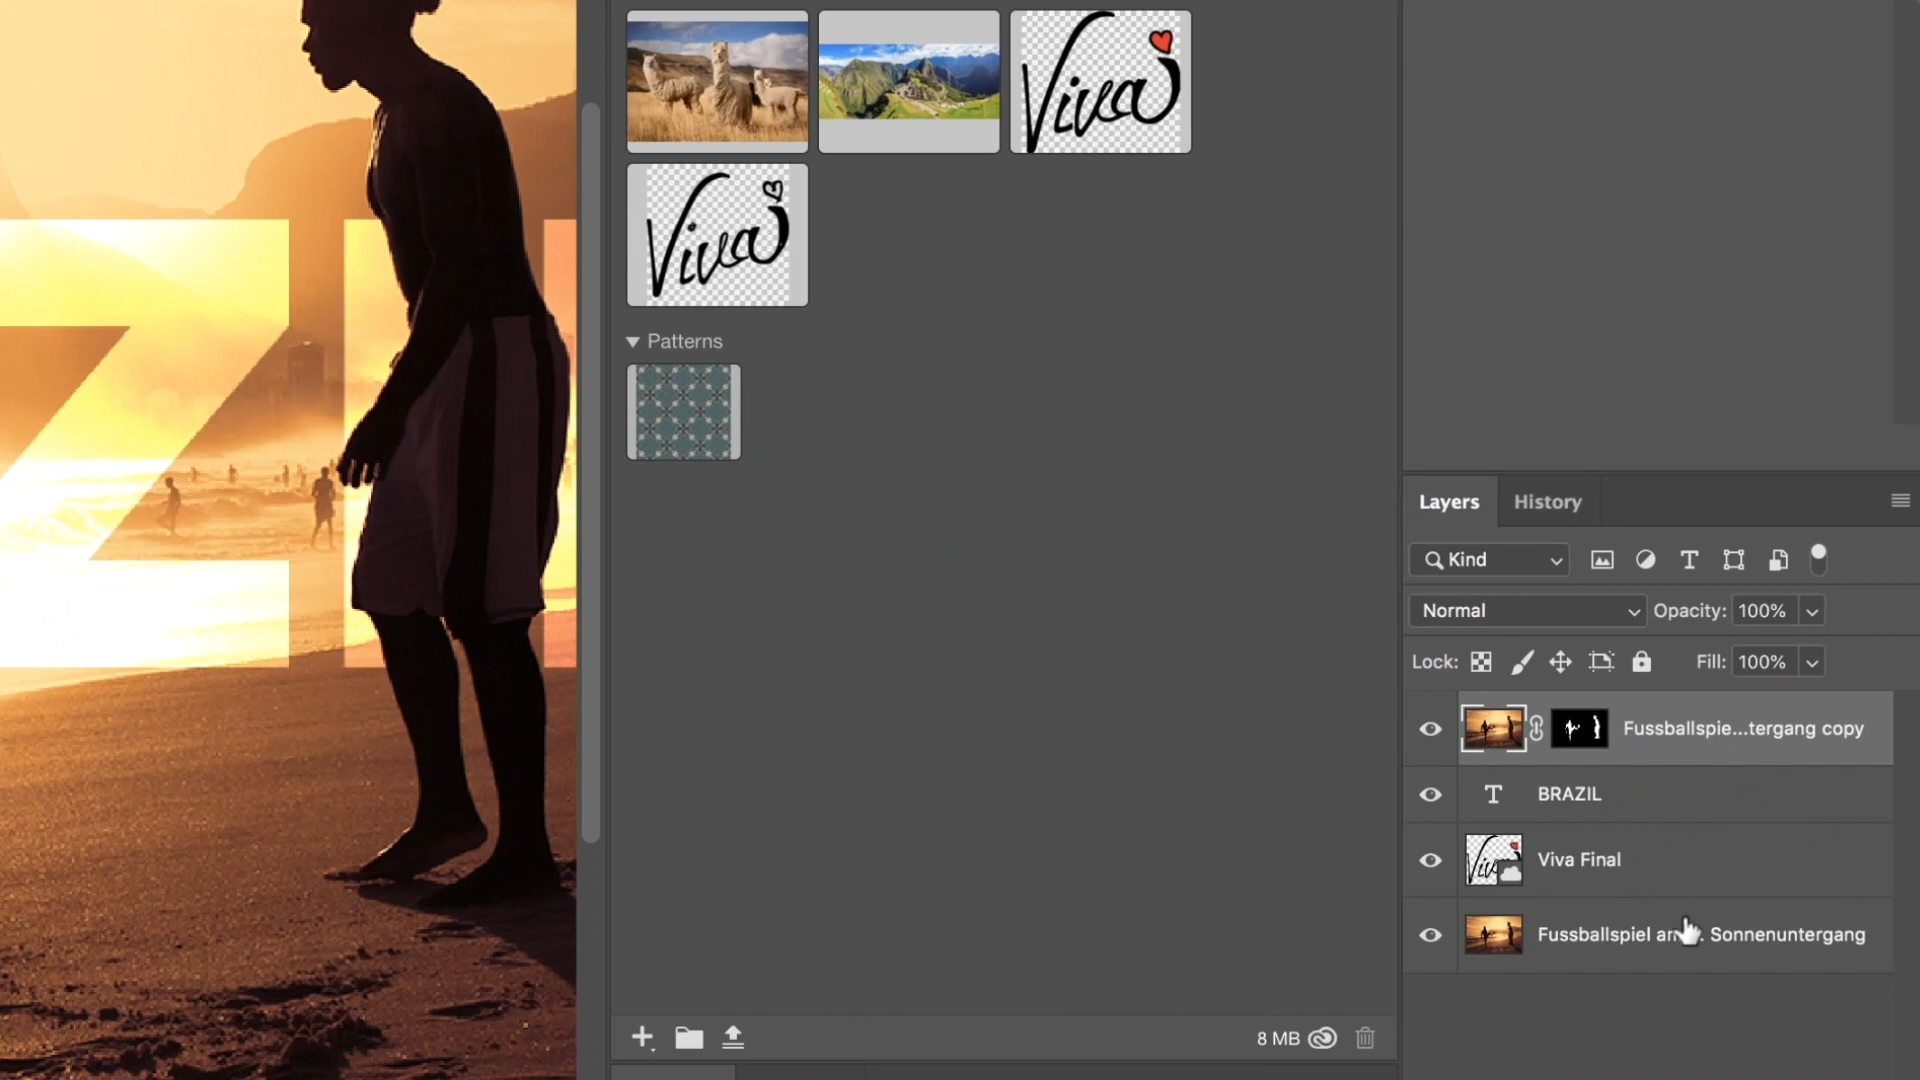 ZI
Viva
Viva
Patterns
Layers
History
Kind
Normal
Opacity: 100%
Lock:
Fill: 100%
Fussballspie...tergang copy
T
BRAZIL
Viva Final
Fussballspiel am Sonnenuntergang
8 MB